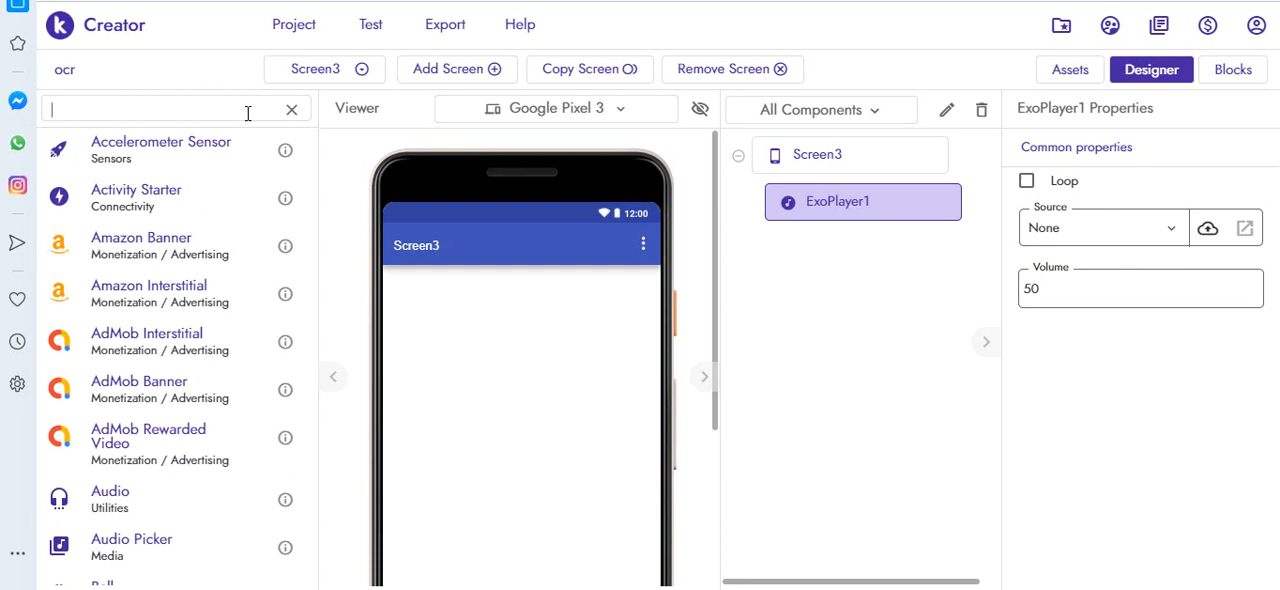 Creator
Project
Test
Export
Help
ocr
Screen3
Add Screen
Copy Screen
Remove Screen
Assets
Designer
Blocks
Viewer
Google Pixel 3
All Components
ExoPlayer1 Properties
Accelerometer Sensor
Sensors
Activity Starter
Connectivity
Amazon Banner
Monetization / Advertising
Amazon Interstitial
Monetization / Advertising
AdMob Interstitial
Monetization / Advertising
AdMob Banner
Monetization / Advertising
AdMob Rewarded
Video
Monetization / Advertising
Audio
Utilities
Audio Picker
Media
12:00
Screen3
Screen3
ExoPlayer1
Common properties
Loop
Source
None
Volume
50